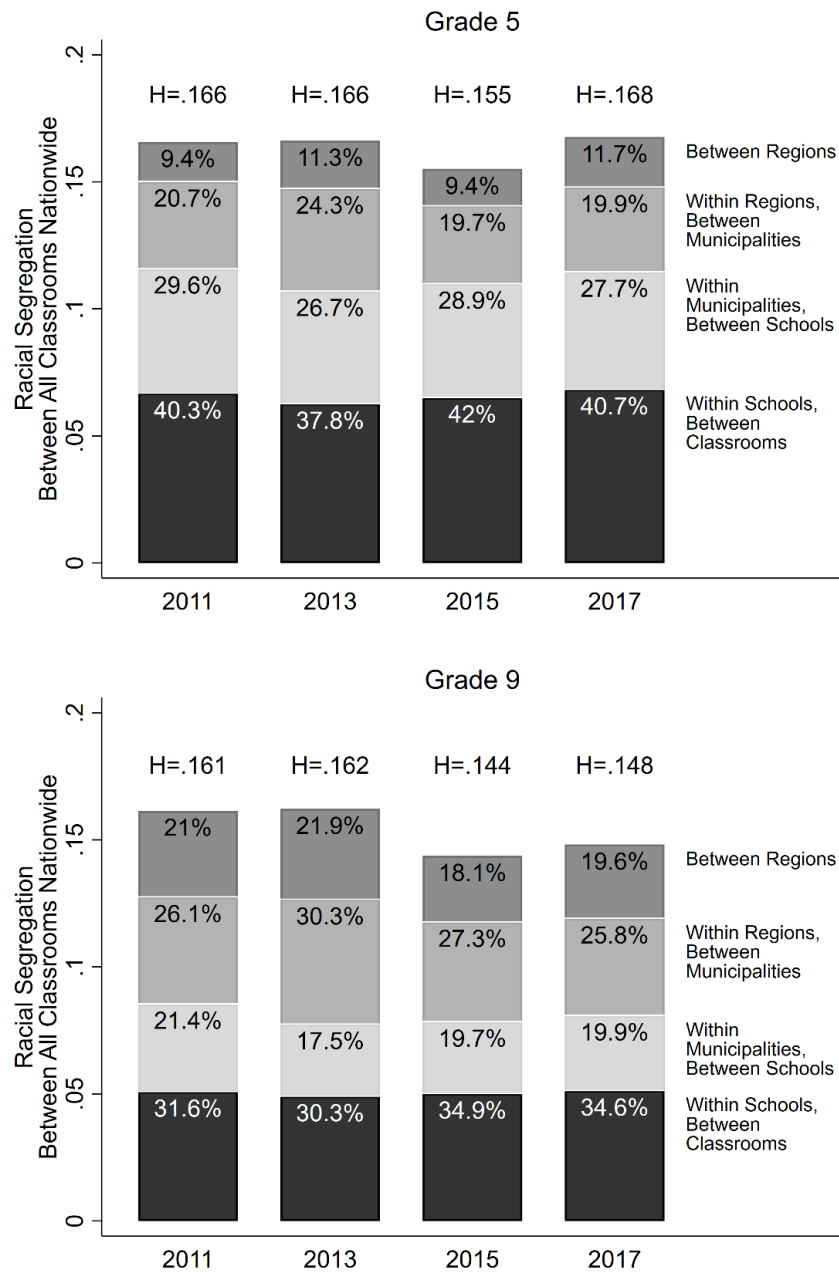 Grade 5
Racial Segregation
Between All Classrooms Nationwide
.2
.15
.1
.05
0
H=.166
H=.166
H=.155
H=.168
9.4%
11.3%
9.4%
11.7%
Between Regions
20.7%
24.3%
19.7%
19.9%
Within Regions,
Between
Municipalities
29.6%
26.7%
28.9%
27.7%
Within
Municipalities,
Between Schools
40.3%
37.8%
42%
40.7%
Within Schools,
Between
Classrooms
2011
2013
2015
2017
Grade 9
Racial Segregation
Between All Classrooms Nationwide
.2
.15
.1
.05
0
H=.161
H=.162
H=.144
H=.148
21%
21.9%
18.1%
19.6%
Between Regions
26.1%
30.3%
27.3%
25.8%
Within Regions,
Between
Municipalities
21.4%
17.5%
19.7%
19.9%
Within
Municipalities,
Between Schools
31.6%
30.3%
34.9%
34.6%
Within Schools,
Between
Classrooms
2011
2013
2015
2017